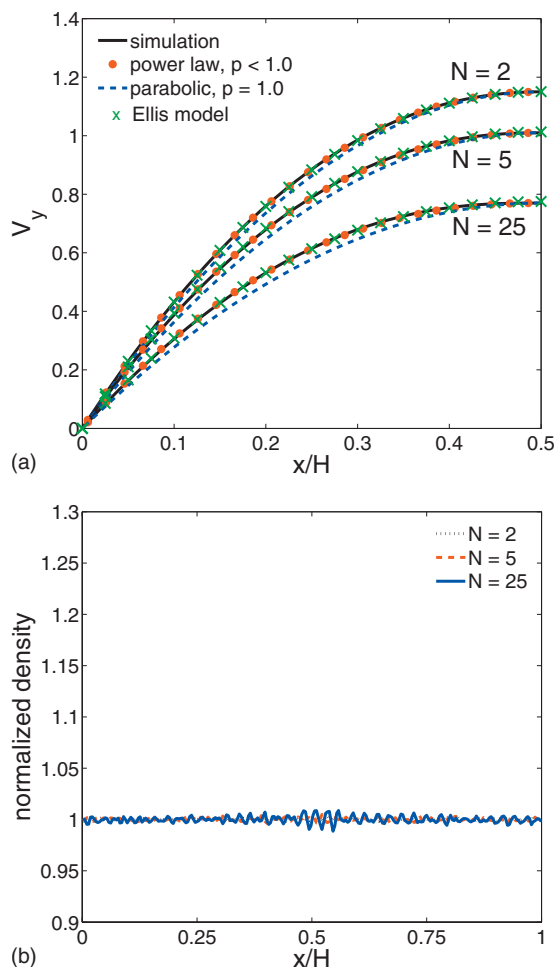 1.4
1.2
1
0.8
0.6
0.4
0.2
0
V_y
simulation
power law, p < 1.0
parabolic, p = 1.0
x Ellis model
N = 2
N = 5
N = 25
0 0.1 0.2 0.3 0.4 0.5
(a)
x/H
1.3
1.25
1.2
1.15
1.1
1.05
1
0.95
0.9
normalized density
N = 2
N = 5
N = 25
0 0.25 0.5 0.75 1
(b)
x/H